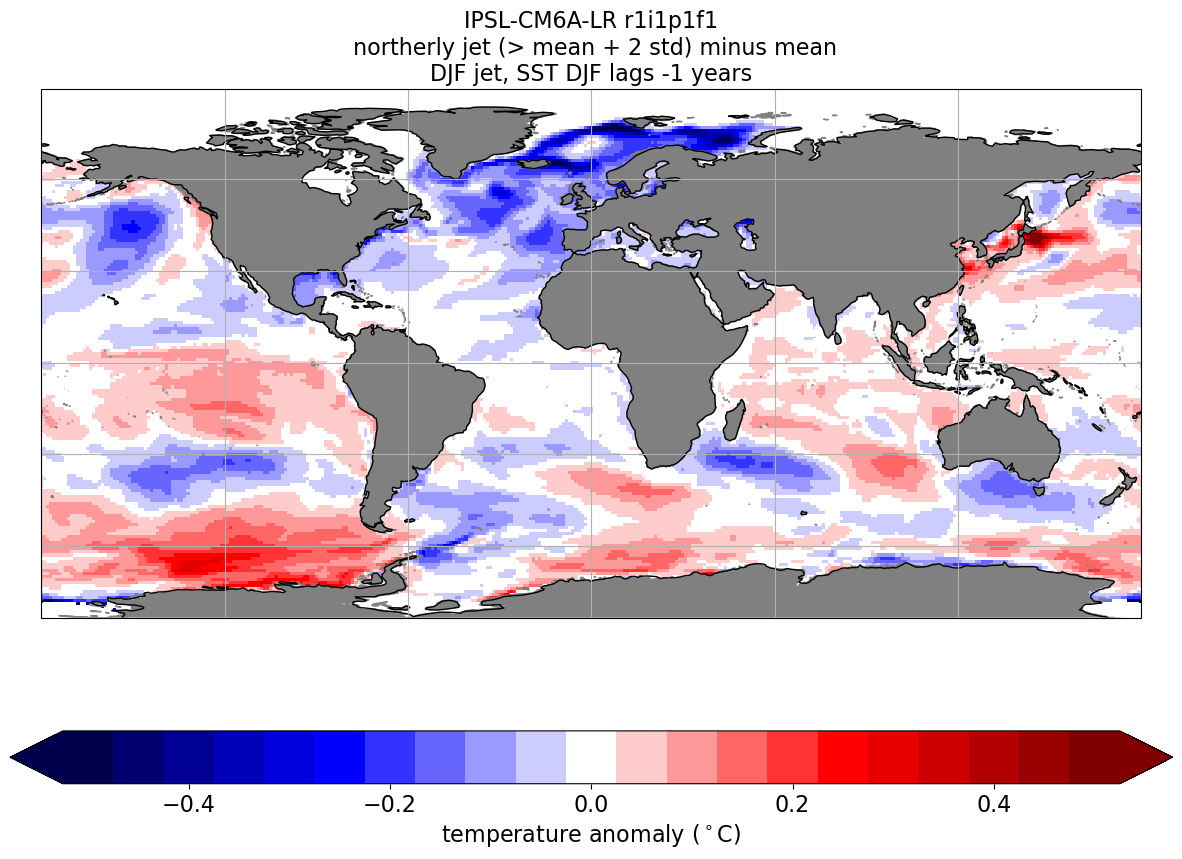 IPSL-CM6A-LR r1i1p1f1
northerly jet (> mean + 2 std) minus mean
DJF jet, SST DJF lags -1 years
−0.4 −0.2 0.0 0.2 0.4
temperature anomaly (°C)